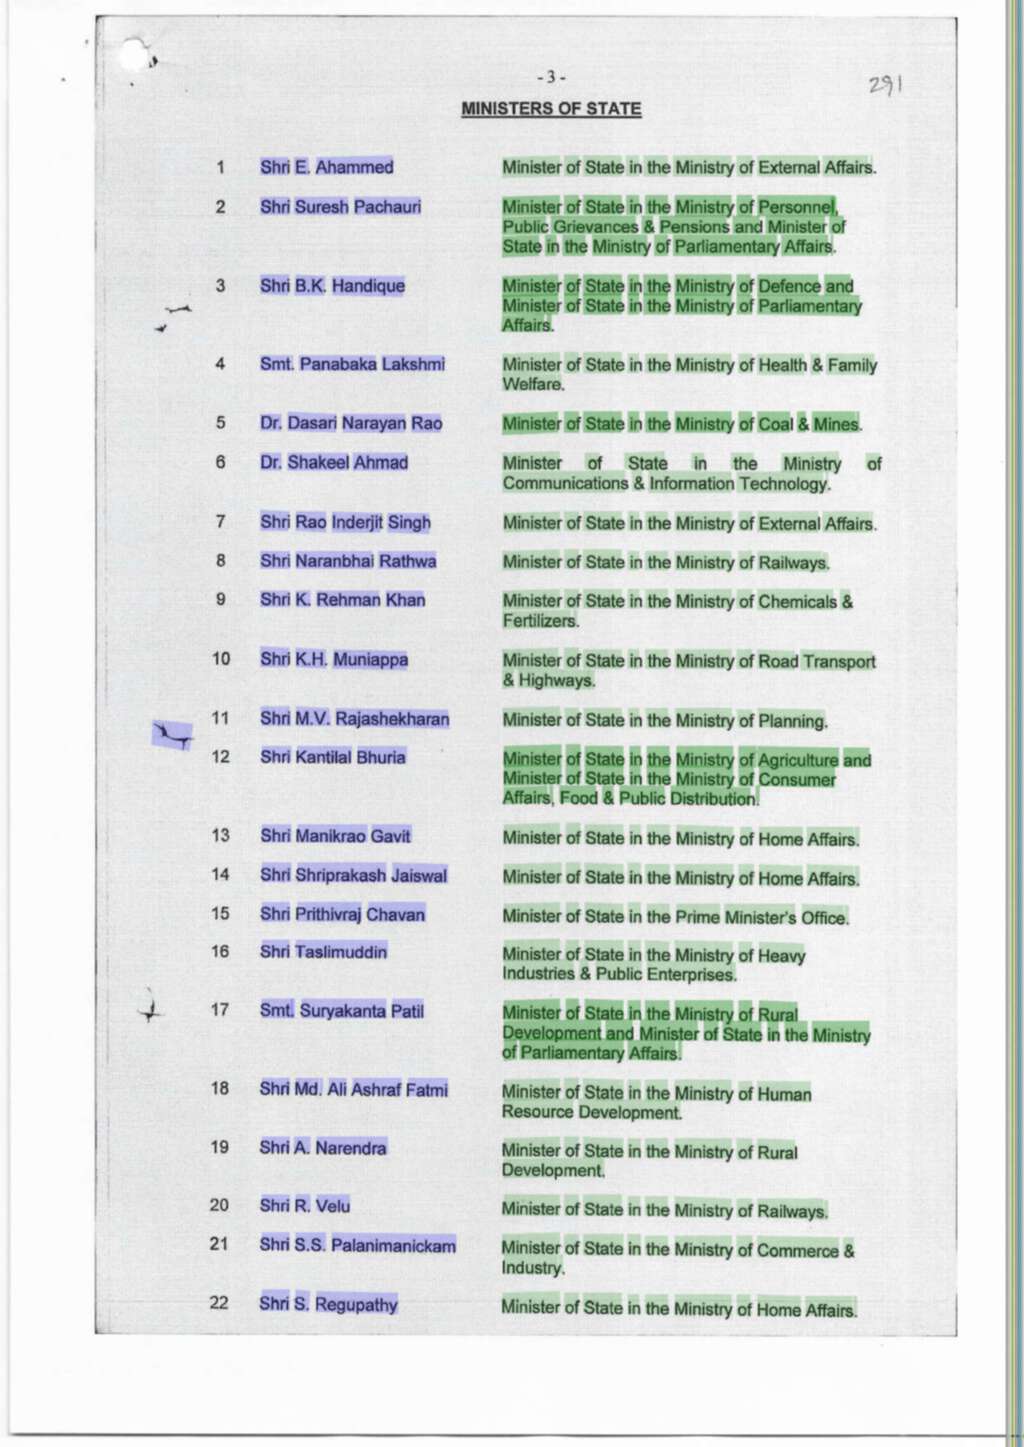 -3-
291
MINISTERS OF STATE
1 Shri E. Ahammed Minister of State in the Ministry of External Affairs.
2 Shri Suresh Pachauri Minister of State in the Ministry of Personnel,
Public Grievances & Pensions and Minister of
State in the Ministry of Parliamentary Affairs.
3 Shri B.K. Handique Minister of State in the Ministry of Defence and
Minister of State in the Ministry of Parliamentary
Affairs.
4 Smt. Panabaka Lakshmi Minister of State in the Ministry of Health & Family
Welfare.
5 Dr. Dasari Narayan Rao Minister of State in the Ministry of Coal & Mines.
6 Dr. Shakeel Ahmad Minister of State in the Ministry of
Communications & Information Technology.
7 Shri Rao Inderjit Singh Minister of State in the Ministry of External Affairs.
8 Shri Naranbhai Rathwa Minister of State in the Ministry of Railways.
9 Shri K. Rehman Khan Minister of State in the Ministry of Chemicals &
Fertilizers.
10 Shri K.H. Muniappa Minister of State in the Ministry of Road Transport
& Highways.
11 Shri M.V. Rajashekharan Minister of State in the Ministry of Planning.
12 Shri Kantilal Bhuria Minister of State in the Ministry of Agriculture and
Minister of State in the Ministry of Consumer
Affairs, Food & Public Distribution.
13 Shri Manikrao Gavit Minister of State in the Ministry of Home Affairs.
14 Shri Shriprakash Jaiswal Minister of State in the Ministry of Home Affairs.
15 Shri Prithivraj Chavan Minister of State in the Prime Minister's Office.
16 Shri Taslimuddin Minister of State in the Ministry of Heavy
Industries & Public Enterprises.
17 Smt. Suryakanta Patil Minister of State in the Ministry of Rural
Development and Minister of State in the Ministry
of Parliamentary Affairs.
18 Shri Md. Ali Ashraf Fatmi Minister of State in the Ministry of Human
Resource Development.
19 Shri A. Narendra Minister of State in the Ministry of Rural
Development.
20 Shri R. Velu Minister of State in the Ministry of Railways.
21 Shri S.S. Palanimanickam Minister of State in the Ministry of Commerce &
Industry.
22 Shri S. Regupathy Minister of State in the Ministry of Home Affairs.